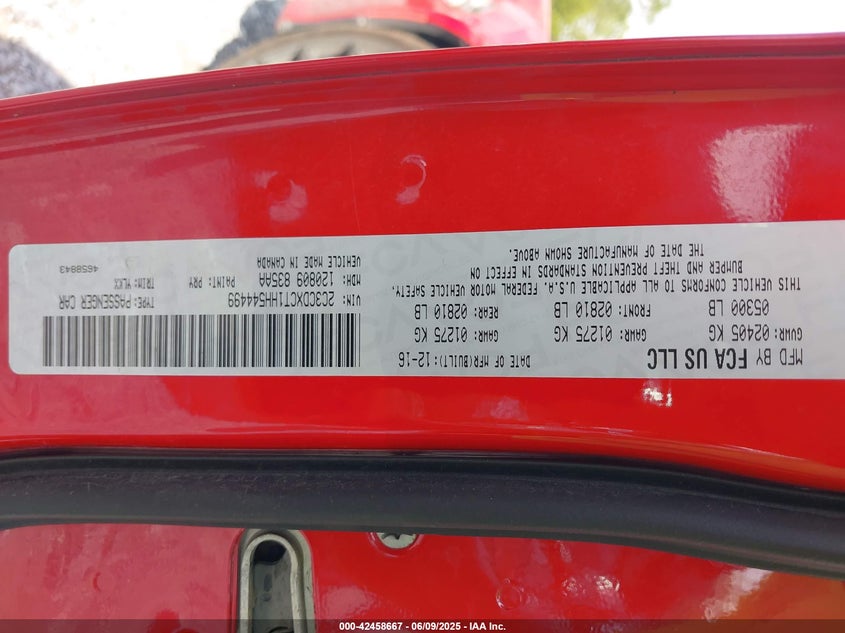 MFD BY FCA US LLC
DATE OF MFR(BUILT):) 12-16
GVWR: 02405 KG
05300 LB
GAWR: 01275 KG
FRONT: 02810 LB
GAWR: 01275 KG
REAR: 02810 LB
THIS VEHICLE CONFORMS TO ALL APPLICABLE U.S.A. FEDERAL MOTOR VEHICLE SAFETY,
BUMPER AND THEFT PREVENTION STANDARDS IN EFFECT ON
THE DATE OF MANUFACTURE SHOWN ABOVE.
VIN: 2C3CDXCT1HH544499
TYPE: PASSENGER CAR
MDH: 120809 835AA
PAINT: PRY
TRIM: MLXX
VEHICLE MADE IN CANADA
4658843
000-42458667 - 06/09/2025 - IAA Inc.